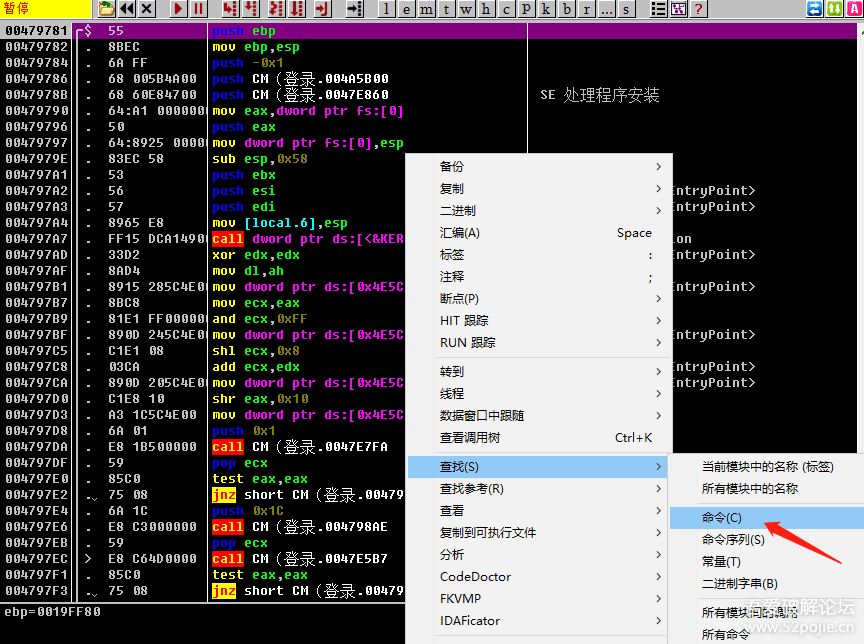 暂停
l e m t w h c p k b r ... s ?
00479781 ┌$ 55 push ebp
00479782 . 8BEC mov ebp,esp
00479784 . 6A FF push -0x1
00479786 . 68 005B4A00 push CM (登录.004A5B00
0047978B . 68 60E84700 push CM (登录.0047E860 SE 处理程序安装
00479790 . 64:A1 0000000 mov eax,dword ptr fs:[0]
00479796 . 50 push eax
00479797 . 64:8925 0000 mov dword ptr fs:[0],esp
0047979E . 83EC 58 sub esp,0x58
004797A1 . 53 push ebx
004797A2 . 56 push esi EntryPoint>
004797A3 . 57 push edi EntryPoint>
004797A4 . 8965 E8 mov [local.6],esp
004797A7 . FF15 DCA1490 call dword ptr ds:[<&KER ion
004797AD . 33D2 xor edx,edx EntryPoint>
004797AF . 8AD4 mov dl,ah
004797B1 . 8915 285C4E0 mov dword ptr ds:[0x4E5C EntryPoint>
004797B7 . 8BC8 mov ecx,eax
004797B9 . 81E1 FF00000 and ecx,0xFF
004797BF . 890D 245C4E0 mov dword ptr ds:[0x4E5C EntryPoint>
004797C5 . C1E1 08 shl ecx,0x8
004797C8 . 03CA add ecx,edx EntryPoint>
004797CA . 890D 205C4E0 mov dword ptr ds:[0x4E5C EntryPoint>
004797D0 . C1E8 10 shr eax,0x10
004797D3 . A3 1C5C4E00 mov dword ptr ds:[0x4E5C
004797D8 . 6A 01 push 0x1
004797DA . E8 1B500000 call CM (登录.0047E7FA
004797DF . 59 pop ecx
004797E0 . 85C0 test eax,eax
004797E2 . 75 08 jnz short CM (登录.00479
004797E4 . 6A 1C push 0x1C
004797E6 . E8 C3000000 call CM (登录.004798AE
004797EB . 59 pop ecx
004797EC > E8 C64D0000 call CM (登录.0047E5B7
004797F1 . 85C0 test eax,eax
004797F3 . 75 08 jnz short CM (登录.00479
ebp=0019FF80
备份
复制
二进制
汇编(A) Space
标签 :
注释 ;
断点(P)
HIT 跟踪
RUN 跟踪
转到
线程
数据窗口中跟随
查看调用树 Ctrl+K
查找(S)
查找参考(R)
查看
复制到可执行文件
分析
CodeDoctor
FKVMP
IDAFicator
当前模块中的名称 (标签)
所有模块中的名称
命令(C)
命令序列(S)
常量(T)
二进制字串(B)
所有模块间的调用
所有命令
吾爱破解论坛
www.52pojie.cn